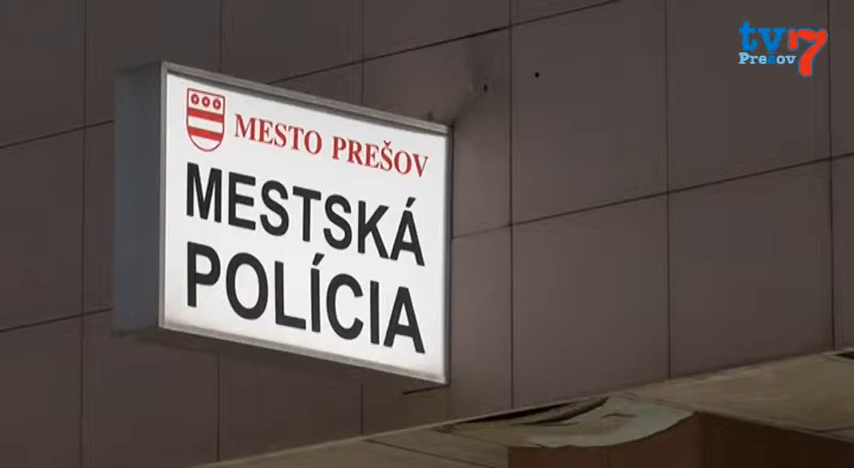 tv7
Prešov
MESTO PREŠOV
MESTSKÁ
POLÍCIA